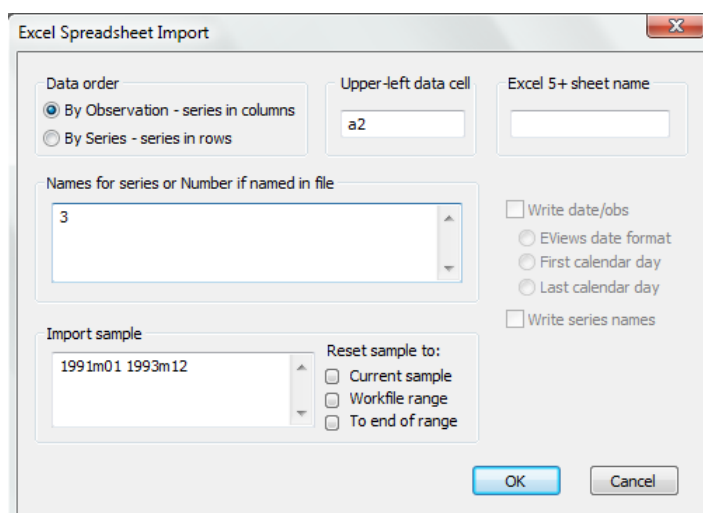 Excel Spreadsheet Import
Data order
By Observation - series in columns
By Series - series in rows
Upper-left data cell
a2
Excel 5+ sheet name
Names for series or Number if named in file
3
Write date/obs
EViews date format
First calendar day
Last calendar day
Write series names
Import sample
1991m01 1993m12
Reset sample to:
Current sample
Workfile range
To end of range
OK
Cancel